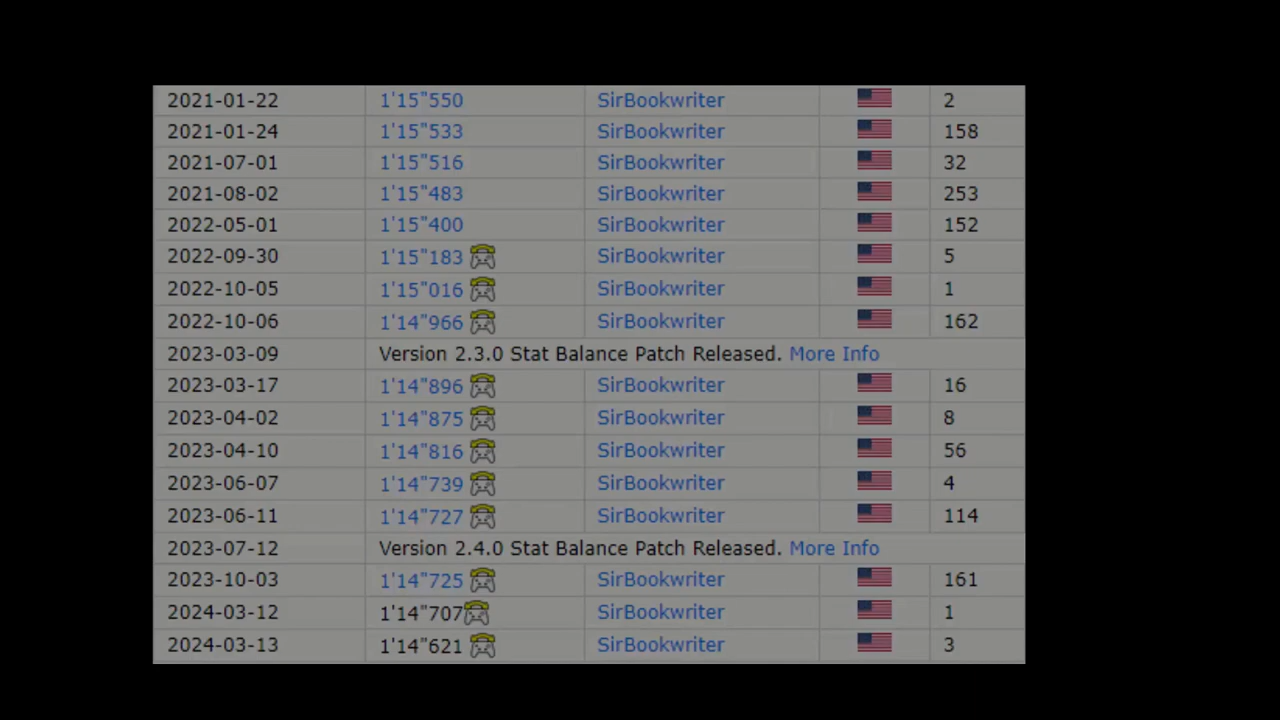 2021-01-22 1'15"550 SirBookwriter 2
2021-01-24 1'15"533 SirBookwriter 158
2021-07-01 1'15"516 SirBookwriter 32
2021-08-02 1'15"483 SirBookwriter 253
2022-05-01 1'15"400 SirBookwriter 152
2022-09-30 1'15"183 SirBookwriter 5
2022-10-05 1'15"016 SirBookwriter 1
2022-10-06 1'14"966 SirBookwriter 162
2023-03-09 Version 2.3.0 Stat Balance Patch Released. More Info
2023-03-17 1'14"896 SirBookwriter 16
2023-04-02 1'14"875 SirBookwriter 8
2023-04-10 1'14"816 SirBookwriter 56
2023-06-07 1'14"739 SirBookwriter 4
2023-06-11 1'14"727 SirBookwriter 114
2023-07-12 Version 2.4.0 Stat Balance Patch Released. More Info
2023-10-03 1'14"725 SirBookwriter 161
2024-03-12 1'14"707 SirBookwriter 1
2024-03-13 1'14"621 SirBookwriter 3